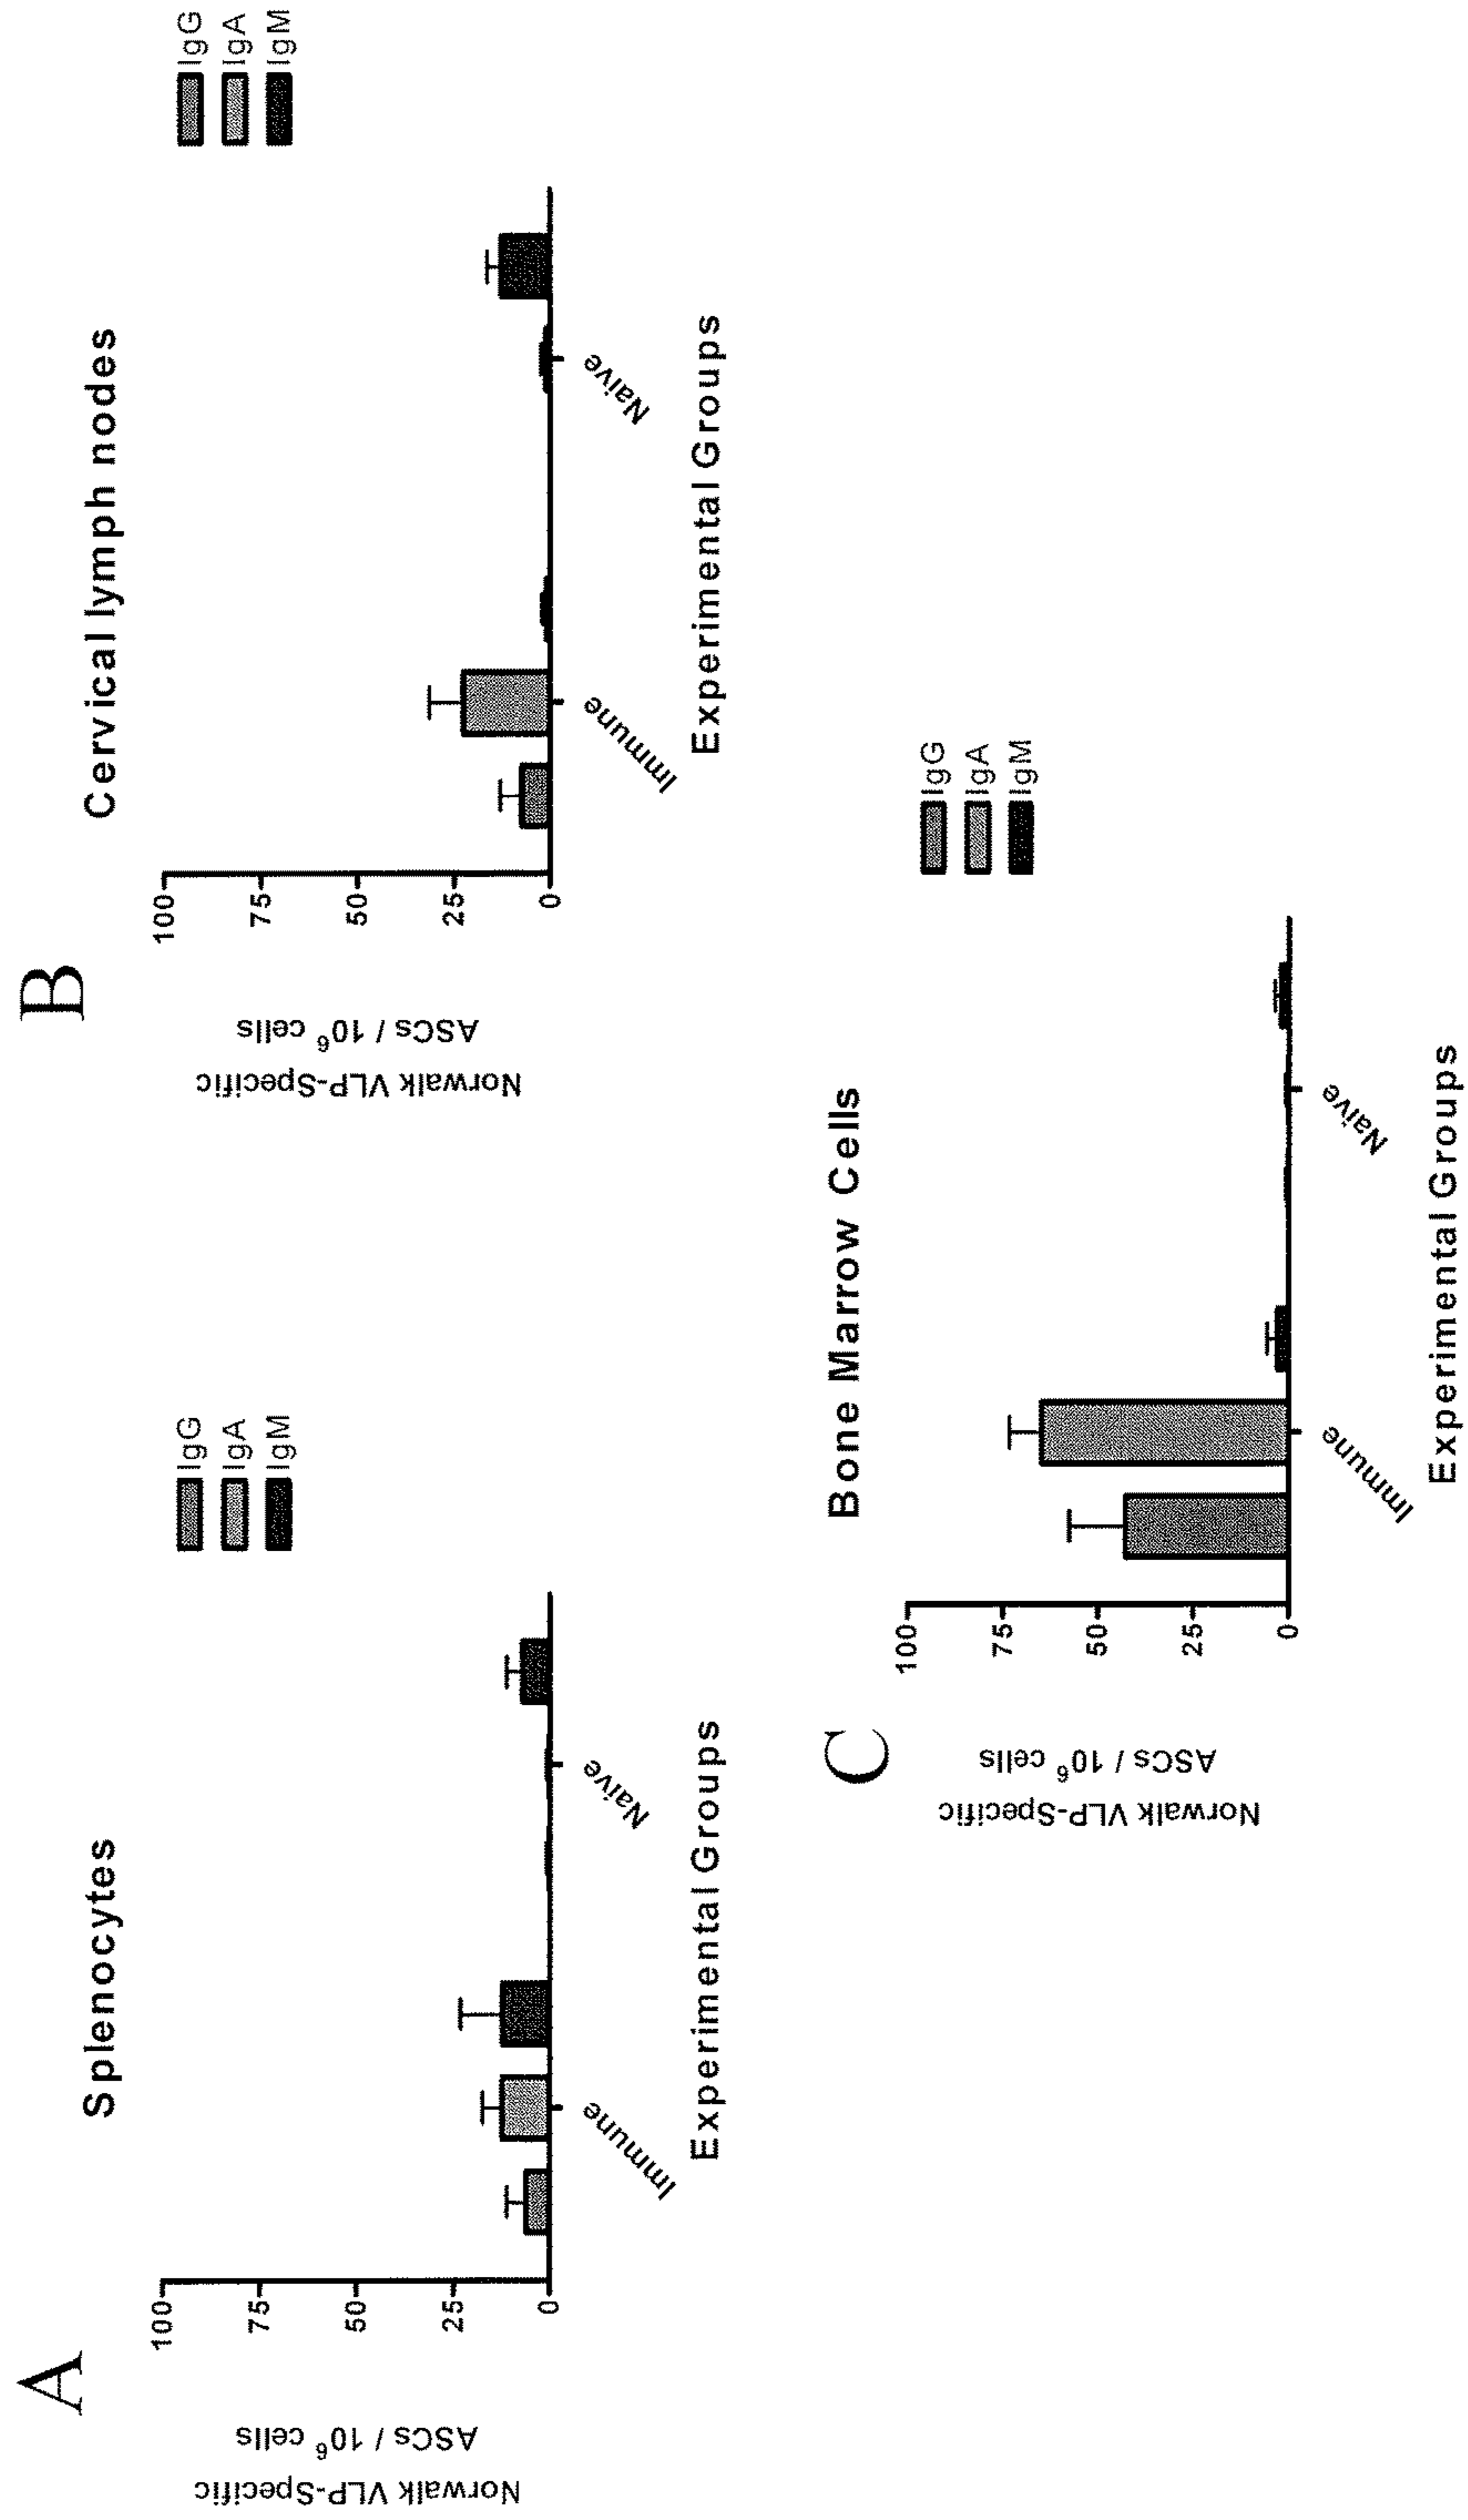 A
Splenocytes
Norwalk VLP-Specific
ASCs / 10⁶ cells
100
75
50
25
0
Immune
Naive
Experimental Groups
IgG
IgA
IgM
B
Cervical lymph nodes
Norwalk VLP-Specific
ASCs / 10⁶ cells
100
75
50
25
0
Immune
Naive
Experimental Groups
IgG
IgA
IgM
C
Bone Marrow Cells
Norwalk VLP-Specific
ASCs / 10⁶ cells
100
75
50
25
0
Immune
Naive
Experimental Groups
IgG
IgA
IgM